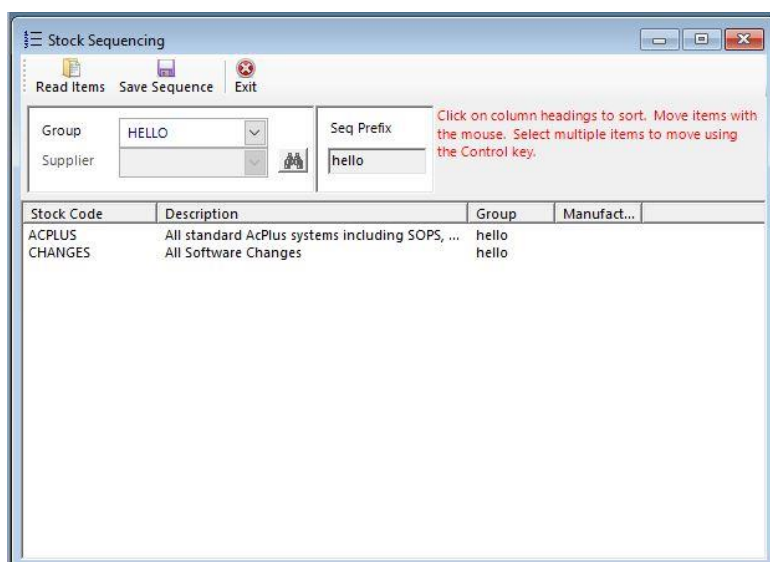 Stock Sequencing
Read Items Save Sequence Exit
Group HELLO Seq Prefix
Supplier hello
Click on column headings to sort. Move items with
the mouse. Select multiple items to move using
the Control key.
Stock Code Description Group Manufact...
ACPLUS All standard AcPlus systems including SOPS, ... hello
CHANGES All Software Changes hello